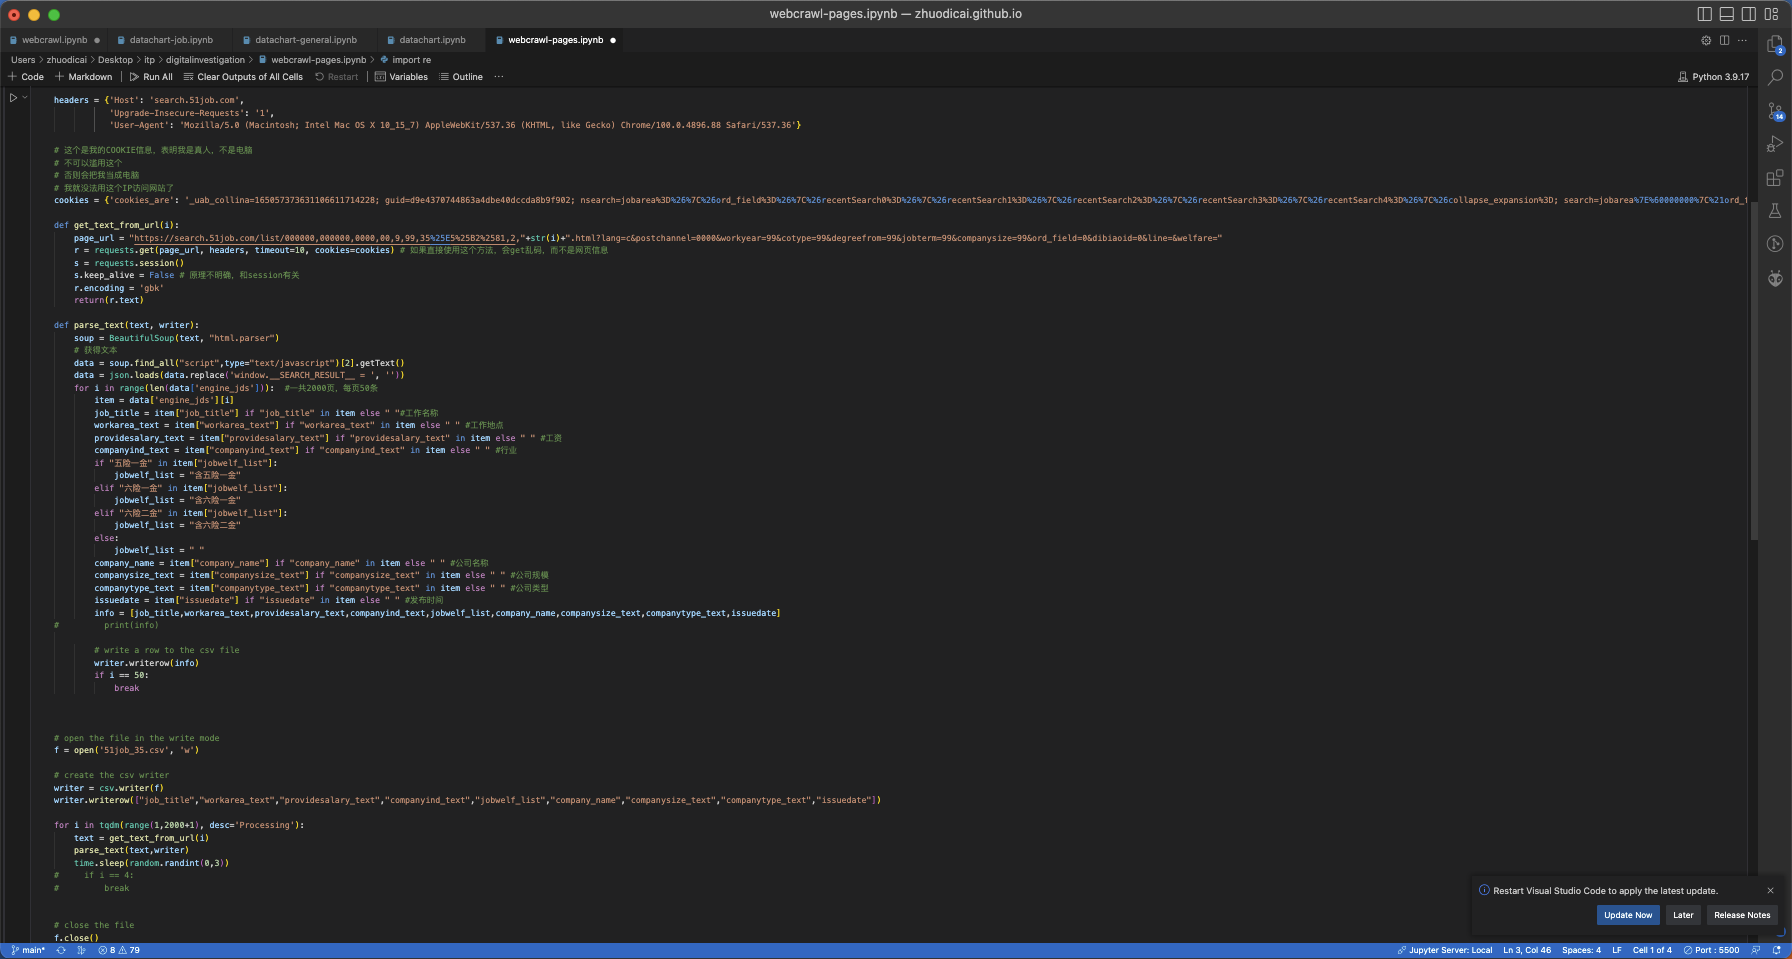 webcrawl-pages.ipynb — zhuodicai.github.io
webcrawl.ipynb ● datachart-job.ipynb datachart-general.ipynb datachart.ipynb webcrawl-pages.ipynb ●
Users > zhuodicai > Desktop > itp > digitalinvestigation > webcrawl-pages.ipynb > import re
+ Code + Markdown | Run All Clear Outputs of All Cells Restart | Variables Outline ···
Python 3.9.17
headers = {'Host': 'search.51job.com',
'Upgrade-Insecure-Requests': '1',
'User-Agent': 'Mozilla/5.0 (Macintosh; Intel Mac OS X 10_15_7) AppleWebKit/537.36 (KHTML, like Gecko) Chrome/100.0.4896.88 Safari/537.36'}
# 这个是我的COOKIE信息，表明我是真人，不是电脑
# 不可以滥用这个
# 否则会把我当成电脑
# 我就没法用这个IP访问网站了
cookies = {'cookies_are': '_uab_collina=165057373631106611714228; guid=d9e4370744863a4dbe40dccda8b9f902; nsearch=jobarea%3D%26%7C%26ord_field%3D%26%7C%26recentSearch0%3D%26%7C%26recentSearch1%3D%26%7C%26recentSearch2%3D%26%7C%26recentSearch3%3D%26%7C%26recentSearch4%3D%26%7C%26collapse_expansion%3D; search=jobarea%7E%60000000%7C%21ord_f
def get_text_from_url(i):
page_url = "https://search.51job.com/list/000000,000000,0000,00,9,99,35%25E5%25B2%2581,2,"+str(i)+".html?lang=c&postchannel=0000&workyear=99&cotype=99&degreefrom=99&jobterm=99&companysize=99&ord_field=0&dibiaoid=0&line=&welfare="
r = requests.get(page_url, headers, timeout=10, cookies=cookies) # 如果直接使用这个方法，会get乱码，而不是网页信息
s = requests.session()
s.keep_alive = False # 原理不明确，和session有关
r.encoding = 'gbk'
return(r.text)
def parse_text(text, writer):
soup = BeautifulSoup(text, "html.parser")
# 获得文本
data = soup.find_all("script",type="text/javascript")[2].getText()
data = json.loads(data.replace('window.__SEARCH_RESULT__ = ', ''))
for i in range(len(data['engine_jds'])): #一共2000页，每页50条
item = data['engine_jds'][i]
job_title = item["job_title"] if "job_title" in item else " "#工作名称
workarea_text = item["workarea_text"] if "workarea_text" in item else " " #工作地点
providesalary_text = item["providesalary_text"] if "providesalary_text" in item else " " #工资
companyind_text = item["companyind_text"] if "companyind_text" in item else " " #行业
if "五险一金" in item["jobwelf_list"]:
jobwelf_list = "含五险一金"
elif "六险一金" in item["jobwelf_list"]:
jobwelf_list = "含六险一金"
elif "六险二金" in item["jobwelf_list"]:
jobwelf_list = "含六险二金"
else:
jobwelf_list = " "
company_name = item["company_name"] if "company_name" in item else " " #公司名称
companysize_text = item["companysize_text"] if "companysize_text" in item else " " #公司规模
companytype_text = item["companytype_text"] if "companytype_text" in item else " " #公司类型
issuedate = item["issuedate"] if "issuedate" in item else " " #发布时间
info = [job_title,workarea_text,providesalary_text,companyind_text,jobwelf_list,company_name,companysize_text,companytype_text,issuedate]
# print(info)
# write a row to the csv file
writer.writerow(info)
if i == 50:
break
# open the file in the write mode
f = open('51job_35.csv', 'w')
# create the csv writer
writer = csv.writer(f)
writer.writerow(["job_title","workarea_text","providesalary_text","companyind_text","jobwelf_list","company_name","companysize_text","companytype_text","issuedate"])
for i in tqdm(range(1,2000+1), desc='Processing'):
text = get_text_from_url(i)
parse_text(text,writer)
time.sleep(random.randint(0,3))
# if i == 4:
# break
# close the file
f.close()
2
14
Restart Visual Studio Code to apply the latest update.
Update Now Later Release Notes
main* 8 79 Jupyter Server: Local Ln 3, Col 46 Spaces: 4 LF Cell 1 of 4 Port : 5500